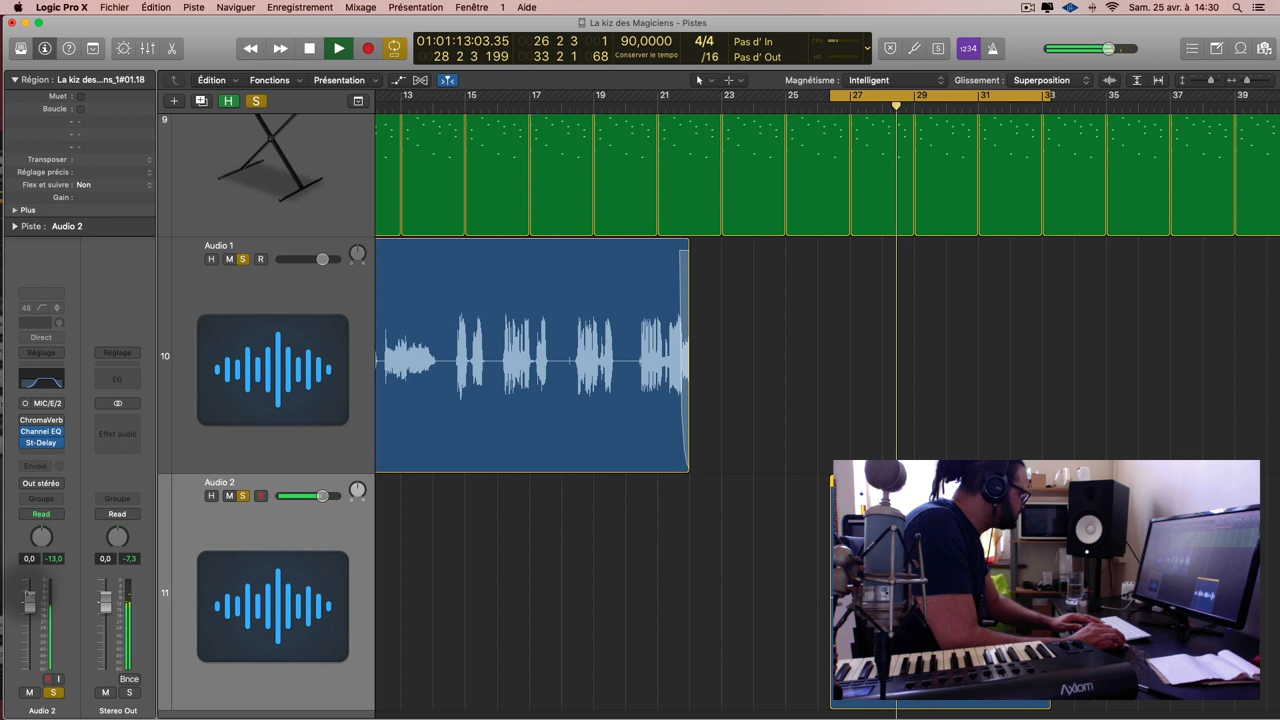 Logic Pro X Fichier Édition Piste Naviguer Enregistrement Mixage Présentation Fenêtre 1 Aide Sam. 25 avr. à 14:30
La kiz des Magiciens - Pistes
01:01:13:03.35 26 2 3 1 90,0000 4/4 Pas d' In CPU
28 2 3 199 33 2 1 68 Conserver le tempo /16 Pas d' Out
1234
Région : La kiz des...ns_1#01.18 Édition Fonctions Présentation Magnétisme : Intelligent Glissement : Superposition
Muet :
Boucle :
H S
13 15 17 19 21 23 25 27 29 31 33 35 37 39
Transposer :
Réglage précis :
Flex et suivre : Non
Gain :
Plus
Piste : Audio 2
9
Audio 1
H M S R
10
Audio 2
H M S R
11
48
Direct
Réglage Réglage
EQ
MIC/E/2
ChromaVerb
Channel EQ
St-Delay
Effet audio
Envois
Out stéréo
Groupe Groupe
Read Read
0,0 -13,0 0,0 -7,3
R I Bnce
M S M S
Audio 2 Stereo Out
AXIOM